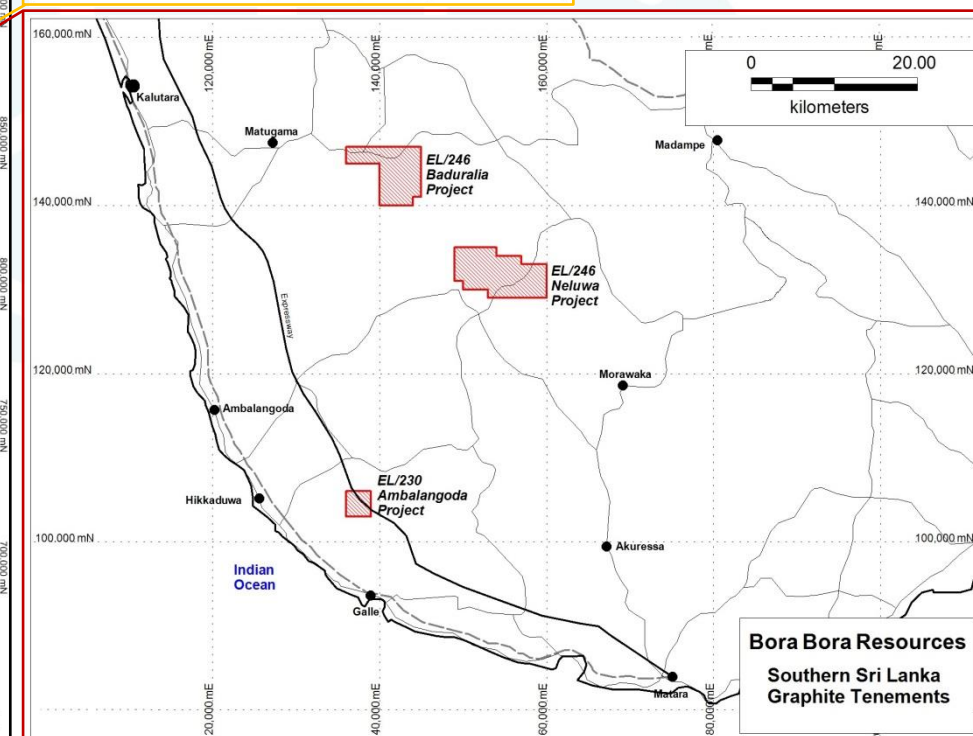 160,000 mN
120,000 mE
140,000 mE
160,000 mE
mE
mE
0 20.00
kilometers
Kalutara
Matugama
Madampe
EL/246
Baduralia
Project
140,000 mN
140,000 mN
EL/246
Neluwa
Project
Expressway
120,000 mN
120,000 mN
Morawaka
Ambalangoda
EL/230
Ambalangoda
Project
Hikkaduwa
100,000 mN
100,000 mN
Akuressa
Indian
Ocean
Galle
Matara
20,000 mE
40,000 mE
60,000 mE
80,000 mE
Bora Bora Resources
Southern Sri Lanka
Graphite Tenements
850,000 mN
800,000 mN
750,000 mN
700,000 mN